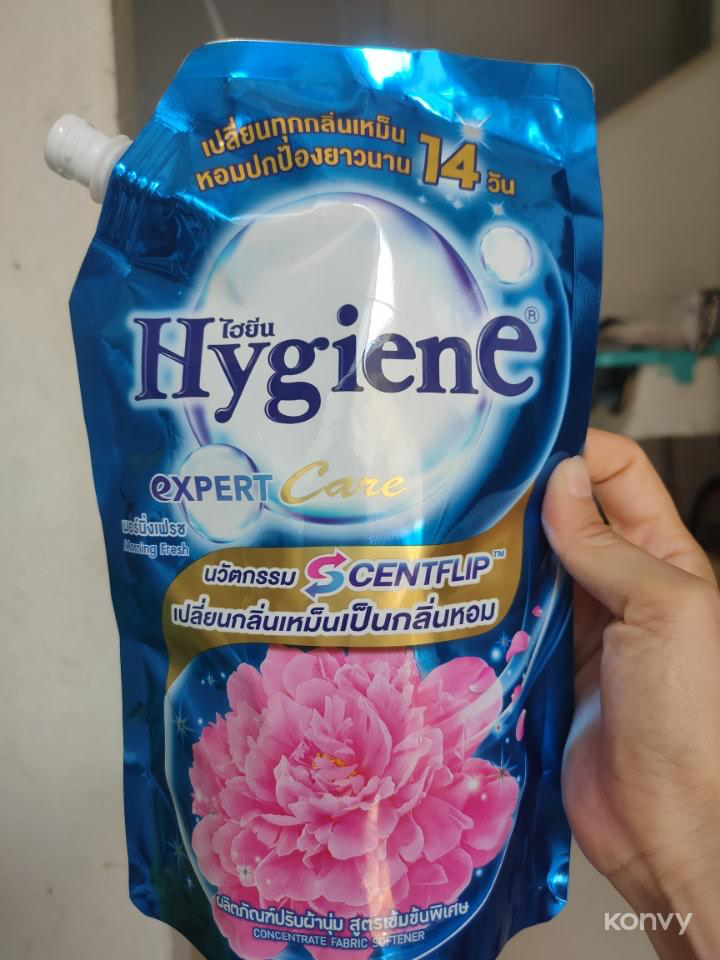 เปลี่ยนทุกกลิ่นเหม็น
หอมปกป้องยาวนาน 14 วัน
ไฮยีน
Hygiene®
EXPERT Care
มอร์นิ่งเฟรช
Morning Fresh
นวัตกรรม SCENTFLIP™
เปลี่ยนกลิ่นเหม็นเป็นกลิ่นหอม
ผลิตภัณฑ์ปรับผ้านุ่ม สูตรเข้มข้นพิเศษ
CONCENTRATE FABRIC SOFTENER
konvy